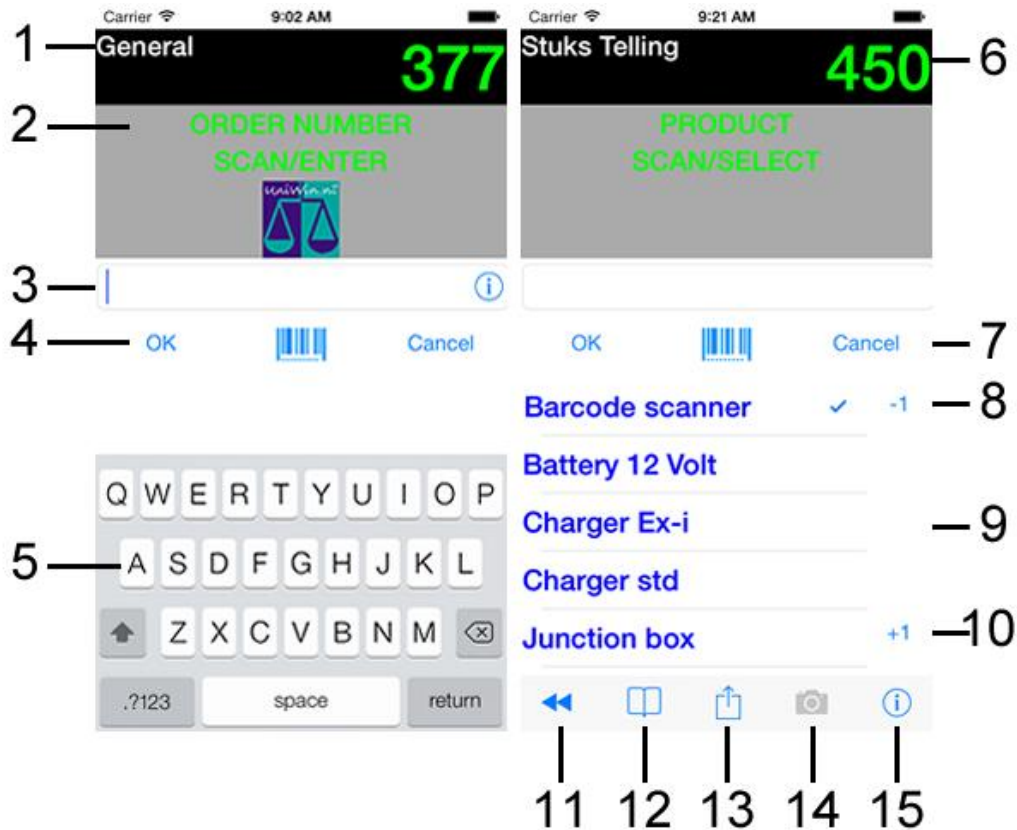 Carrier 9:02 AM
1 General 377
2 ORDER NUMBER
SCAN/ENTER
uniWin.nl
3
4 OK Cancel
Q W E R T Y U I O P
5 A S D F G H J K L
Z X C V B N M
.?123 space return
Carrier 9:21 AM
Stuks Telling 450 6
PRODUCT
SCAN/SELECT
OK Cancel 7
Barcode scanner -1 8
Battery 12 Volt
Charger Ex-i 9
Charger std
Junction box +1 10
11 12 13 14 15